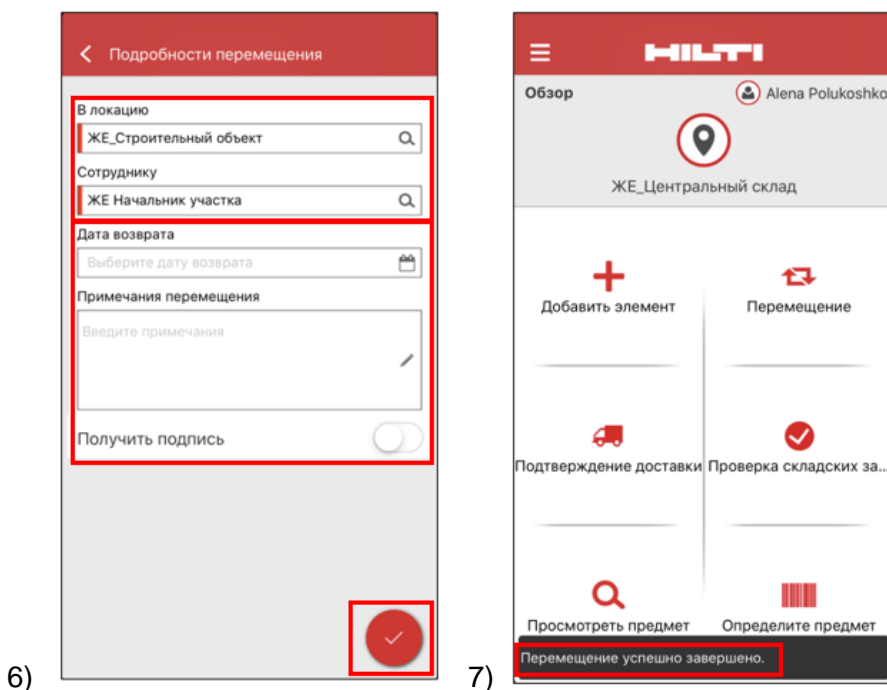 Подробности перемещения
В локацию
ЖЕ_Строительный объект
Сотруднику
ЖЕ Начальник участка
Дата возврата
Выберите дату возврата
Примечания перемещения
Введите примечания
Получить подпись
6)
HILTI
Обзор
Alena Polukoshko
ЖЕ_Центральный склад
Добавить элемент
Перемещение
Подтверждение доставки
Проверка складских за...
Просмотреть предмет
Определите предмет
Перемещение успешно завершено.
7)